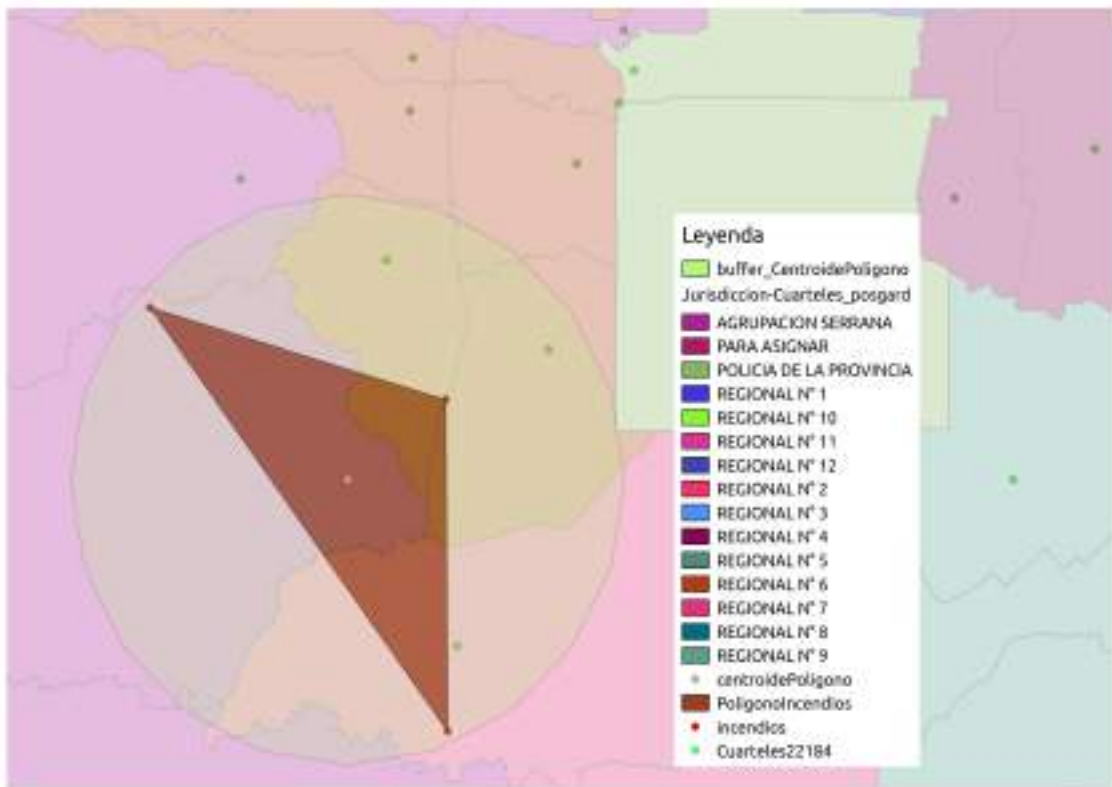 Leyenda
buffer_CentroidePoligono
Jurisdiccion-Cuarteles_posgard
AGRUPACION SERRANA
PARA ASIGNAR
POLICIA DE LA PROVINCIA
REGIONAL N° 1
REGIONAL N° 10
REGIONAL N° 11
REGIONAL N° 12
REGIONAL N° 2
REGIONAL N° 3
REGIONAL N° 4
REGIONAL N° 5
REGIONAL N° 6
REGIONAL N° 7
REGIONAL N° 8
REGIONAL N° 9
centroidePoligono
PoligonoIncendios
incendios
Cuarteles22184